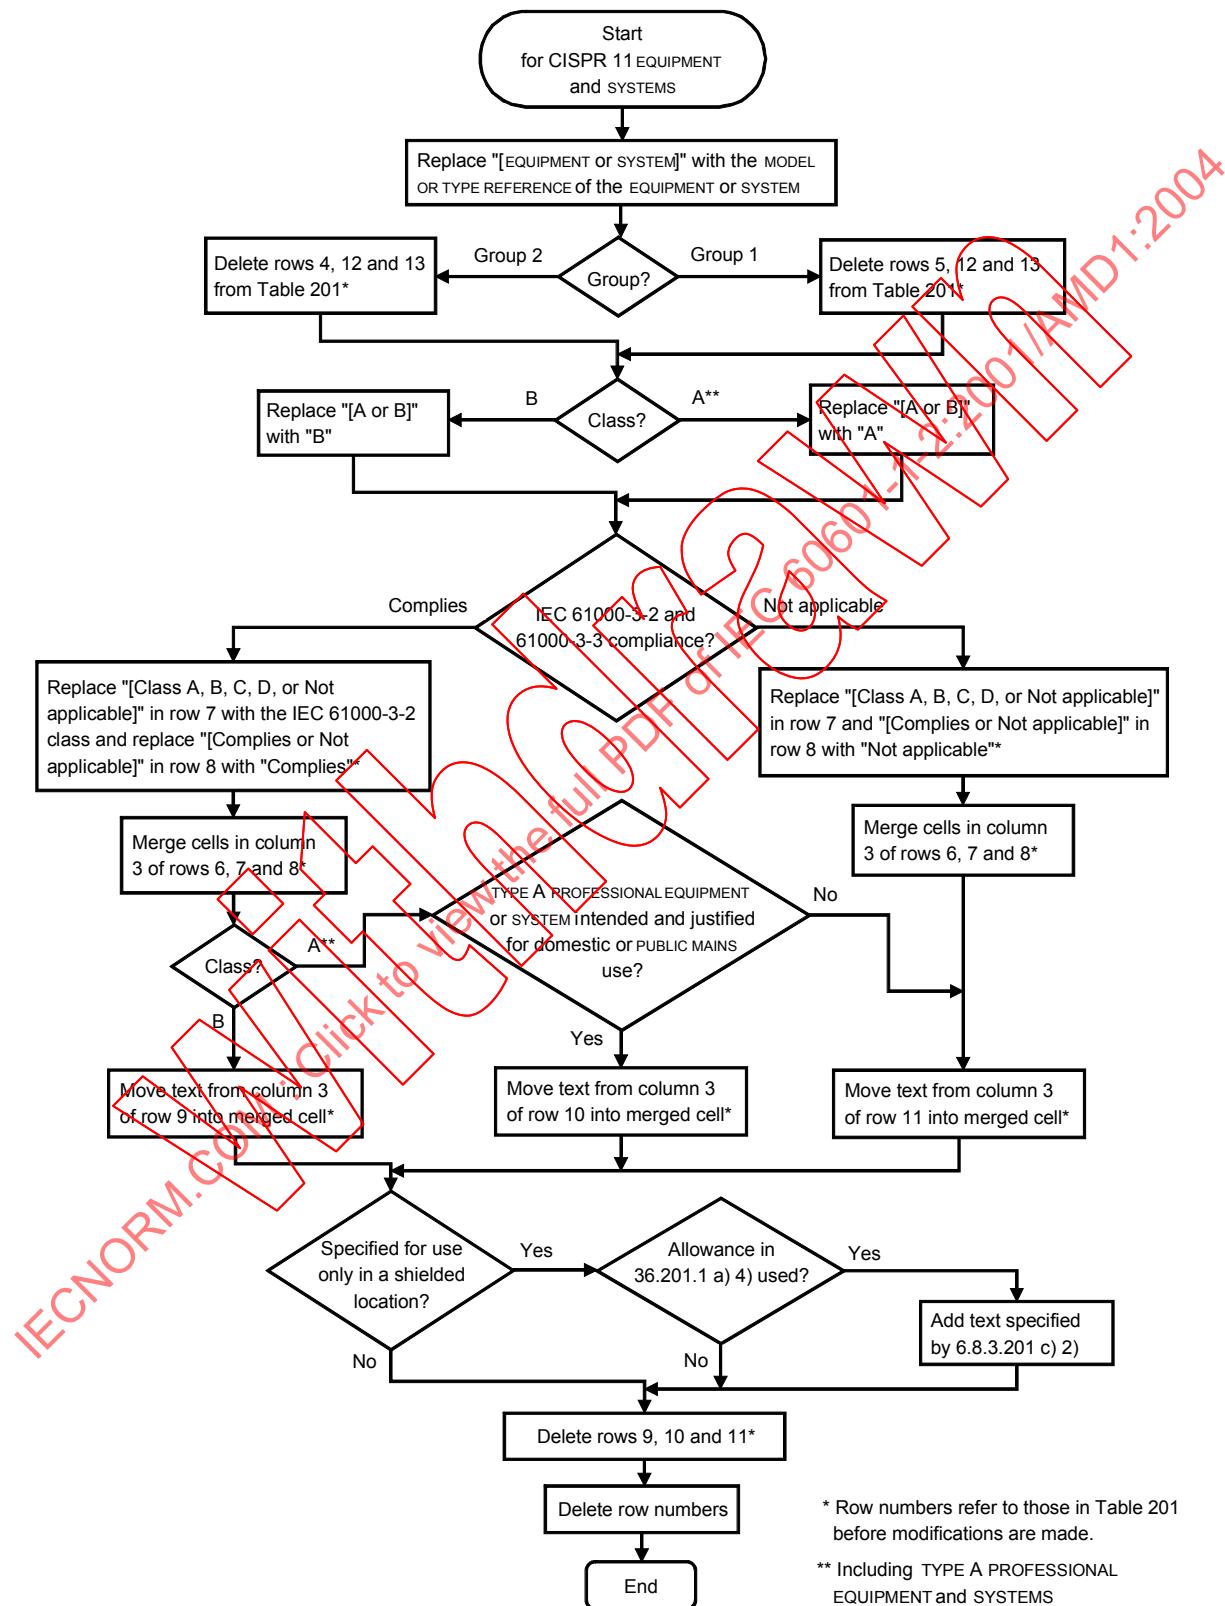 Start
for CISPR 11 EQUIPMENT
and SYSTEMS
Replace "[EQUIPMENT or SYSTEM]" with the MODEL
OR TYPE REFERENCE of the EQUIPMENT or SYSTEM
Group 2
Group?
Group 1
Delete rows 4, 12 and 13
from Table 201*
Delete rows 5, 12 and 13
from Table 201*
B
Class?
A**
Replace "[A or B]"
with "B"
Replace "[A or B]"
with "A"
Complies
IEC 61000-3-2 and
61000-3-3 compliance?
Not applicable
Replace "[Class A, B, C, D, or Not
applicable]" in row 7 with the IEC 61000-3-2
class and replace "[Complies or Not
applicable]" in row 8 with "Complies"*
Replace "[Class A, B, C, D, or Not applicable]"
in row 7 and "[Complies or Not applicable]" in
row 8 with "Not applicable"*
Merge cells in column
3 of rows 6, 7 and 8*
Merge cells in column
3 of rows 6, 7 and 8*
TYPE A PROFESSIONAL EQUIPMENT
or SYSTEM intended and justified
for domestic or PUBLIC MAINS
use?
No
Class?
A**
B
Yes
Move text from column 3
of row 9 into merged cell*
Move text from column 3
of row 10 into merged cell*
Move text from column 3
of row 11 into merged cell*
Specified for use
only in a shielded
location?
Yes
Allowance in
36.201.1 a) 4) used?
Yes
Add text specified
by 6.8.3.201 c) 2)
No
No
Delete rows 9, 10 and 11*
Delete row numbers
End
* Row numbers refer to those in Table 201
before modifications are made.
** Including TYPE A PROFESSIONAL
EQUIPMENT and SYSTEMS
IECNORM.COM : Click to view the full PDF of IEC 60601-1-2:2001/AMD1:2004